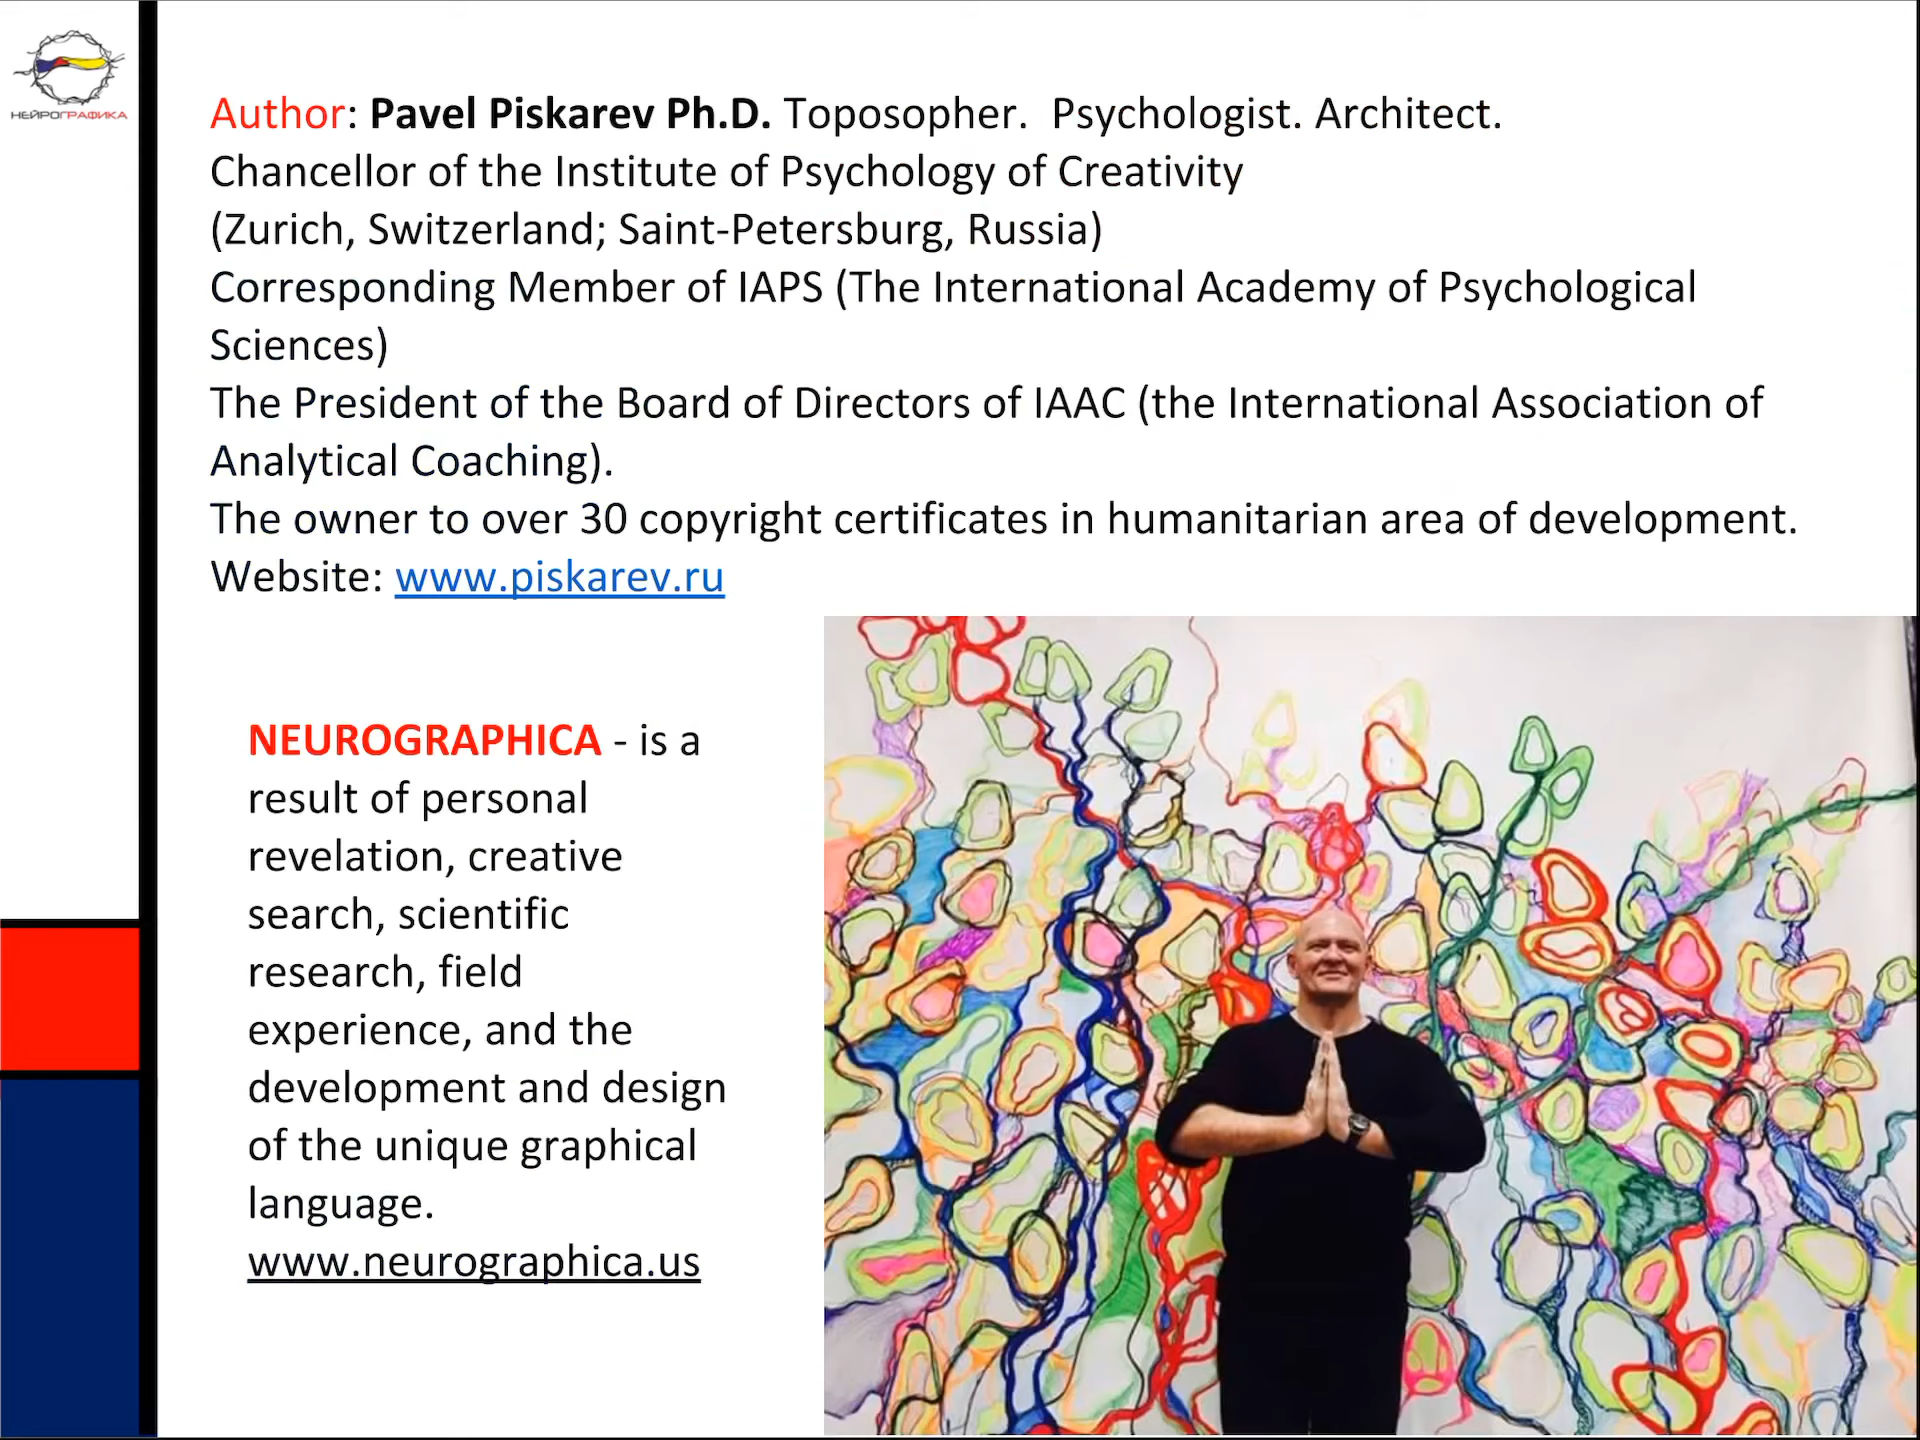 НЕЙРОГРАФИКА
Author: Pavel Piskarev Ph.D. Toposopher.  Psychologist. Architect.
Chancellor of the Institute of Psychology of Creativity
(Zurich, Switzerland; Saint-Petersburg, Russia)
Corresponding Member of IAPS (The International Academy of Psychological
Sciences)
The President of the Board of Directors of IAAC (the International Association of
Analytical Coaching).
The owner to over 30 copyright certificates in humanitarian area of development.
Website: www.piskarev.ru
NEUROGRAPHICA - is a
result of personal
revelation, creative
search, scientific
research, field
experience, and the
development and design
of the unique graphical
language.
www.neurographica.us